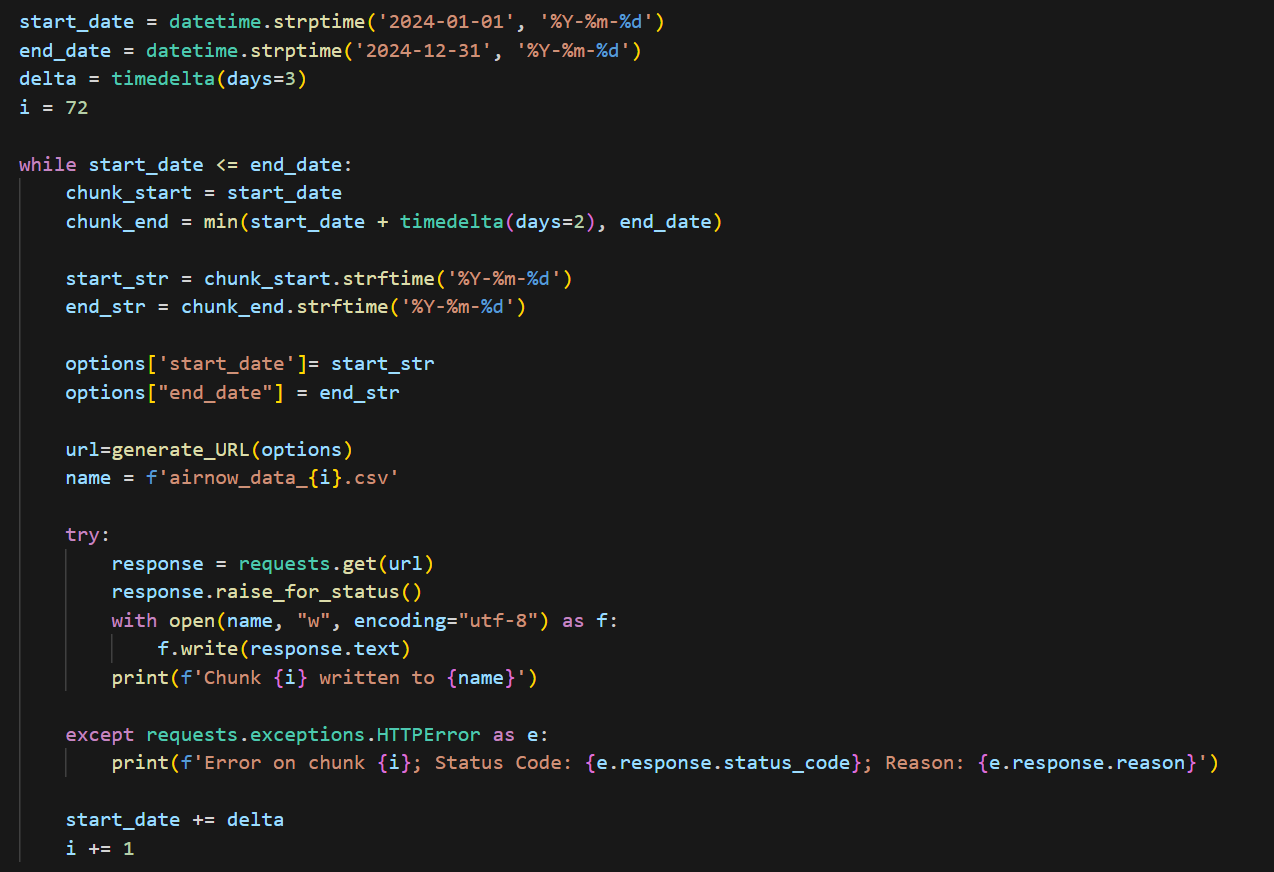 start_date = datetime.strptime('2024-01-01', '%Y-%m-%d')
end_date = datetime.strptime('2024-12-31', '%Y-%m-%d')
delta = timedelta(days=3)
i = 72

while start_date <= end_date:
    chunk_start = start_date
    chunk_end = min(start_date + timedelta(days=2), end_date)

    start_str = chunk_start.strftime('%Y-%m-%d')
    end_str = chunk_end.strftime('%Y-%m-%d')

    options['start_date']= start_str
    options["end_date"] = end_str

    url=generate_URL(options)
    name = f'airnow_data_{i}.csv'

    try:
        response = requests.get(url)
        response.raise_for_status()
        with open(name, "w", encoding="utf-8") as f:
            f.write(response.text)
        print(f'Chunk {i} written to {name}')

    except requests.exceptions.HTTPError as e:
        print(f'Error on chunk {i}; Status Code: {e.response.status_code}; Reason: {e.response.reason}')

    start_date += delta
    i += 1